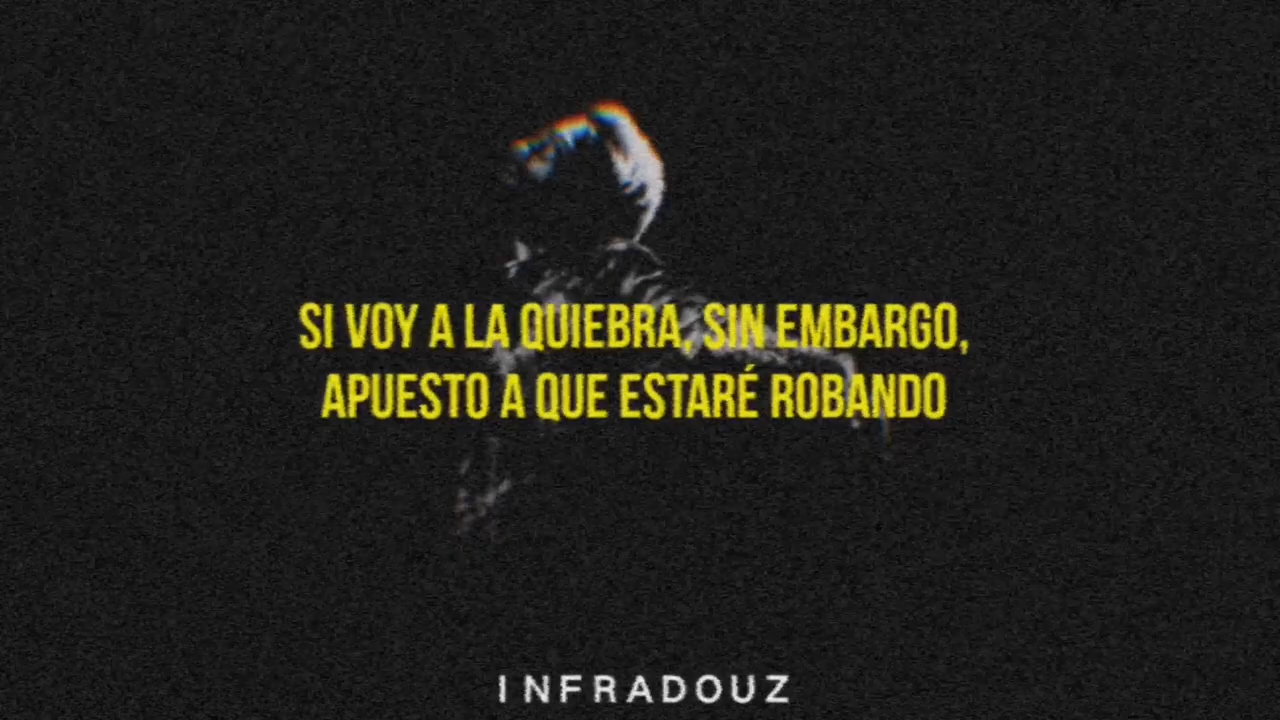 SI VOY A LA QUIEBRA, SIN EMBARGO,
APUESTO A QUE ESTARÉ ROBANDO
INFRADOUZ